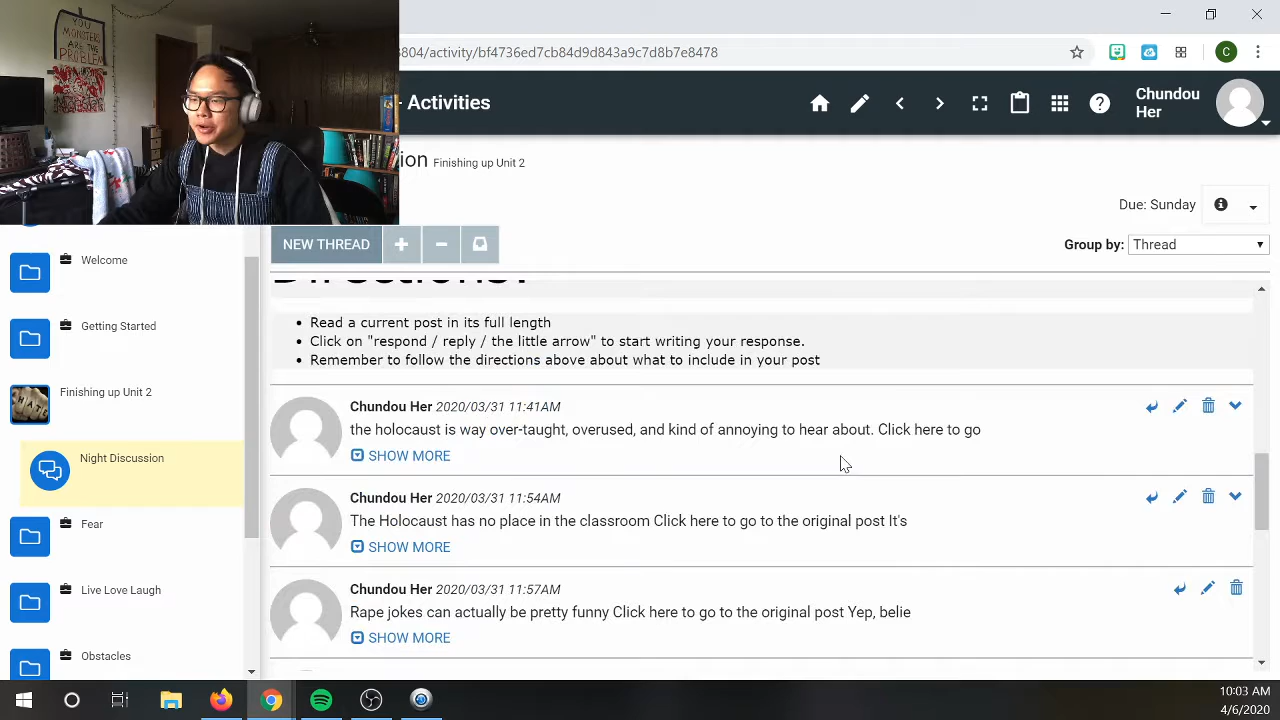 YOU
MONSTERS
ARE THE
PROBLEM
804/activity/bf4736ed7cb84d9d843a9c7d8b7e8478
C
- Activities
?
Chundou
Her
ion Finishing up Unit 2
Due: Sunday
NEW THREAD
Group by: Thread
Directions:
• Read a current post in its full length
• Click on "respond / reply / the little arrow" to start writing your response.
• Remember to follow the directions above about what to include in your post
Welcome
Getting Started
Finishing up Unit 2
HATE
Night Discussion
Fear
Live Love Laugh
Obstacles
Chundou Her 2020/03/31 11:41AM
the holocaust is way over-taught, overused, and kind of annoying to hear about. Click here to go
SHOW MORE
Chundou Her 2020/03/31 11:54AM
The Holocaust has no place in the classroom Click here to go to the original post It's
SHOW MORE
Chundou Her 2020/03/31 11:57AM
Rape jokes can actually be pretty funny Click here to go to the original post Yep, belie
SHOW MORE
10:03 AM
4/6/2020